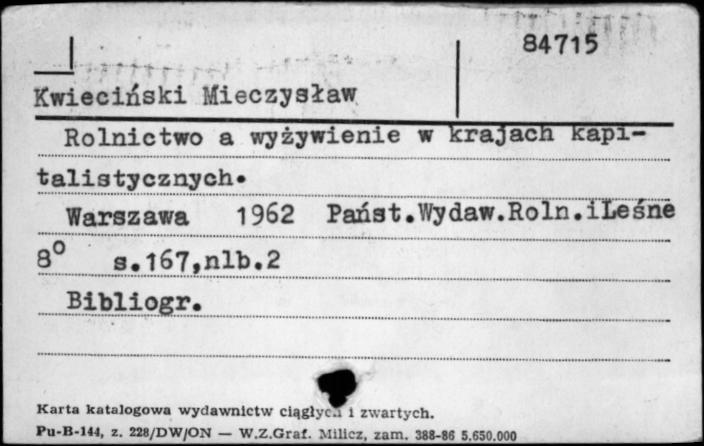 84715
Kwieciński Mieczysław
Rolnictwo a wyżywienie w krajach kapi-
talistycznych.
Warszawa 1962 Państ.Wydaw.Roln.iLeśne
8° s.167,nlb.2
Bibliogr.
Karta katalogowa wydawnictw ciągłych i zwartych.
Pu-B-144, z. 228/DW/ON — W.Z.Graf. Milicz, zam. 388-86 5.650.000